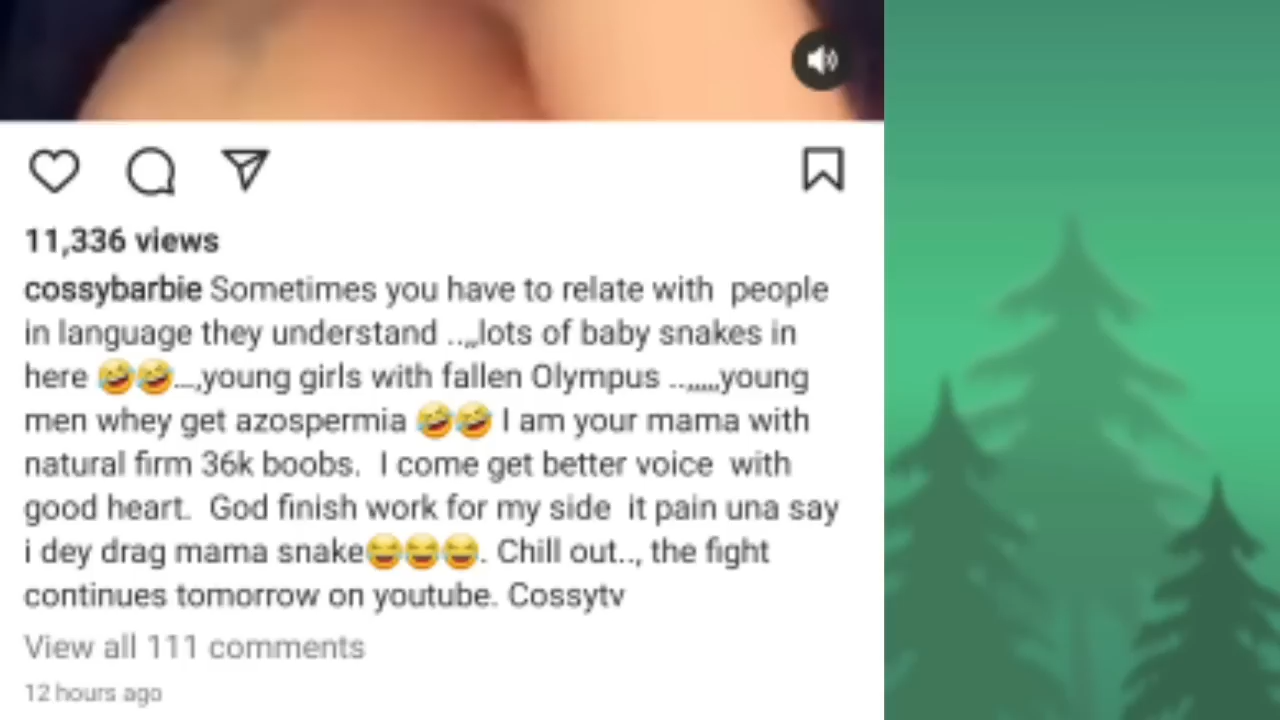 11,336 views
cossybarbie Sometimes you have to relate with people
in language they understand ..,,lots of baby snakes in
here 🤣🤣...,young girls with fallen Olympus ..,,,,,young
men whey get azospermia 🤣🤣 I am your mama with
natural firm 36k boobs. I come get better voice with
good heart. God finish work for my side it pain una say
i dey drag mama snake😂😂😂. Chill out.., the fight
continues tomorrow on youtube. Cossytv
View all 111 comments
12 hours ago